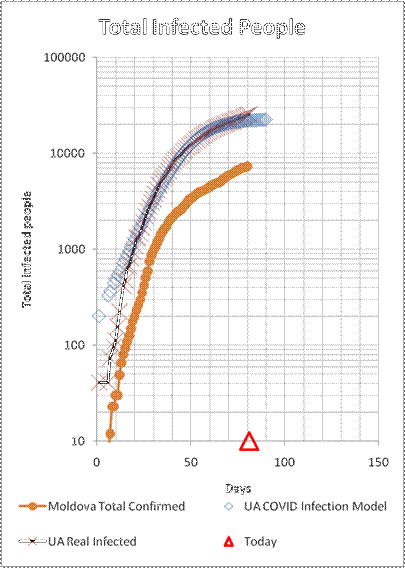 Total Infected People
100000
10000
1000
100
10
Total infected people
0 50 100 150
Days
Moldova Total Confirmed UA COVID Infection Model
UA Real Infected Today